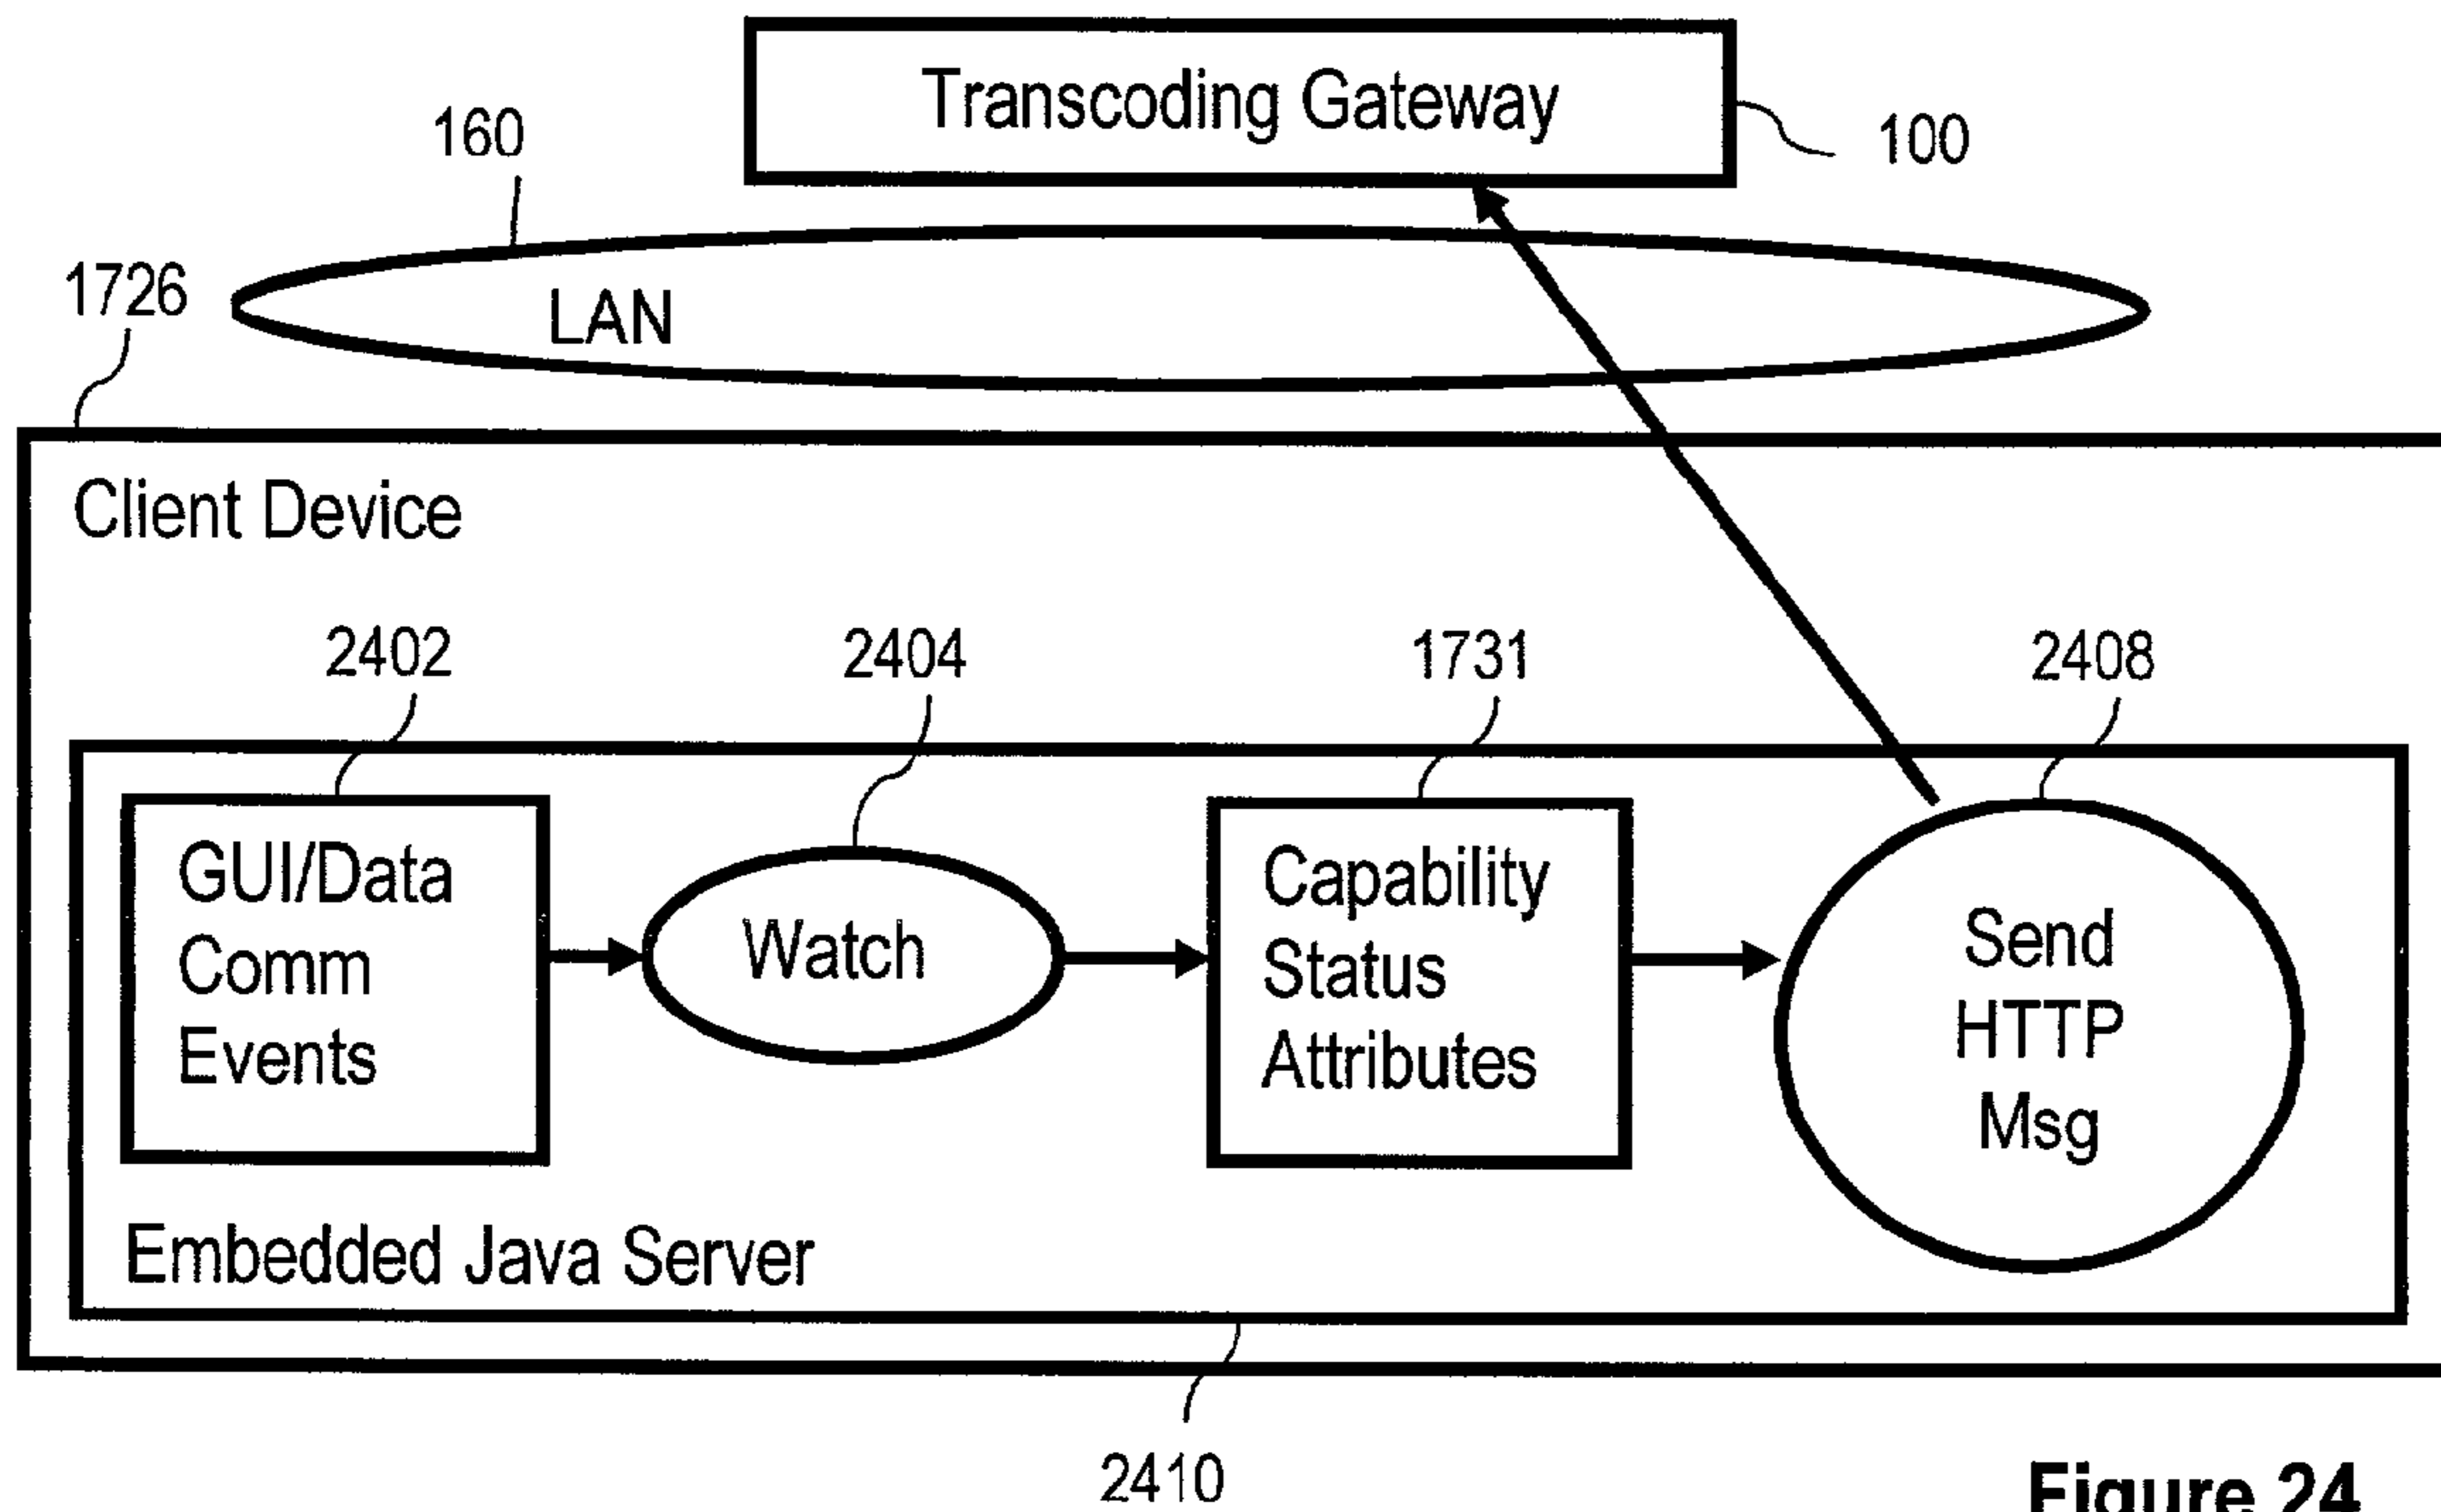 Transcoding Gateway
100
160
1726
LAN
Client Device
2402
2404
1731
2408
GUI/Data
Comm
Events
Watch
Capability
Status
Attributes
Send
HTTP
Msg
Embedded Java Server
2410
Figure 24